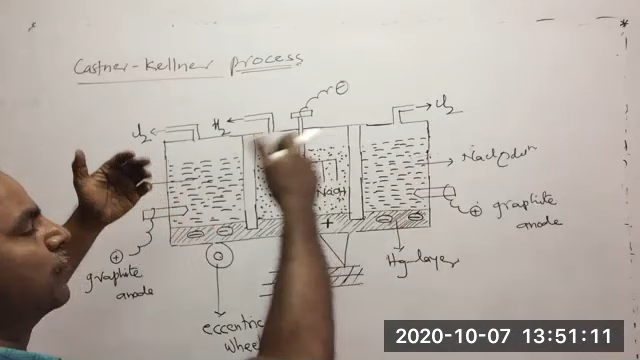 Castner-Kellner process
⊖
Cl2 H2 Cl2
NaCl soln
NaOH
⊕ graphite
anode
⊕ graphite
anode
⊖ ⊖ + ⊖ ⊖
Hg-layer
eccentric
wheel
2020-10-07 13:51:11